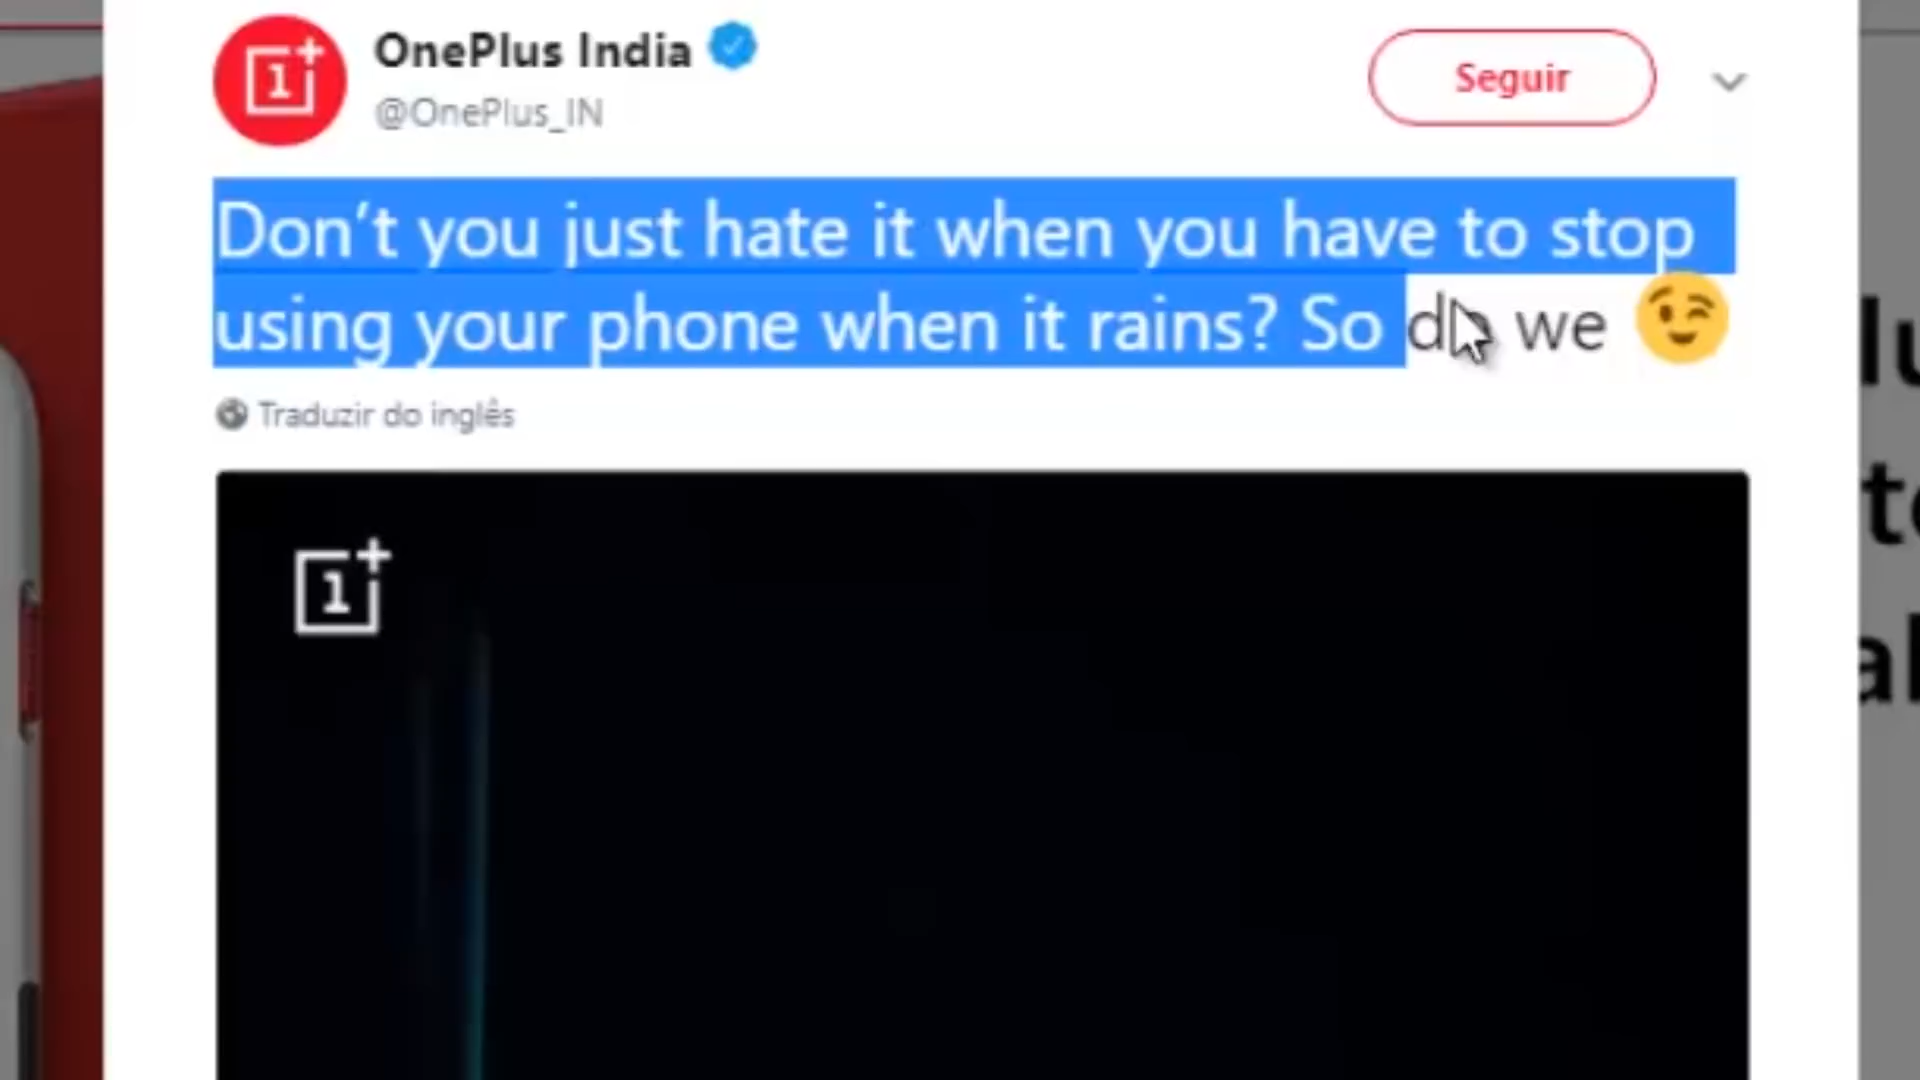 OnePlus India
@OnePlus_IN
Seguir
Don’t you just hate it when you have to stop
using your phone when it rains? So do we 😉
Traduzir do inglês